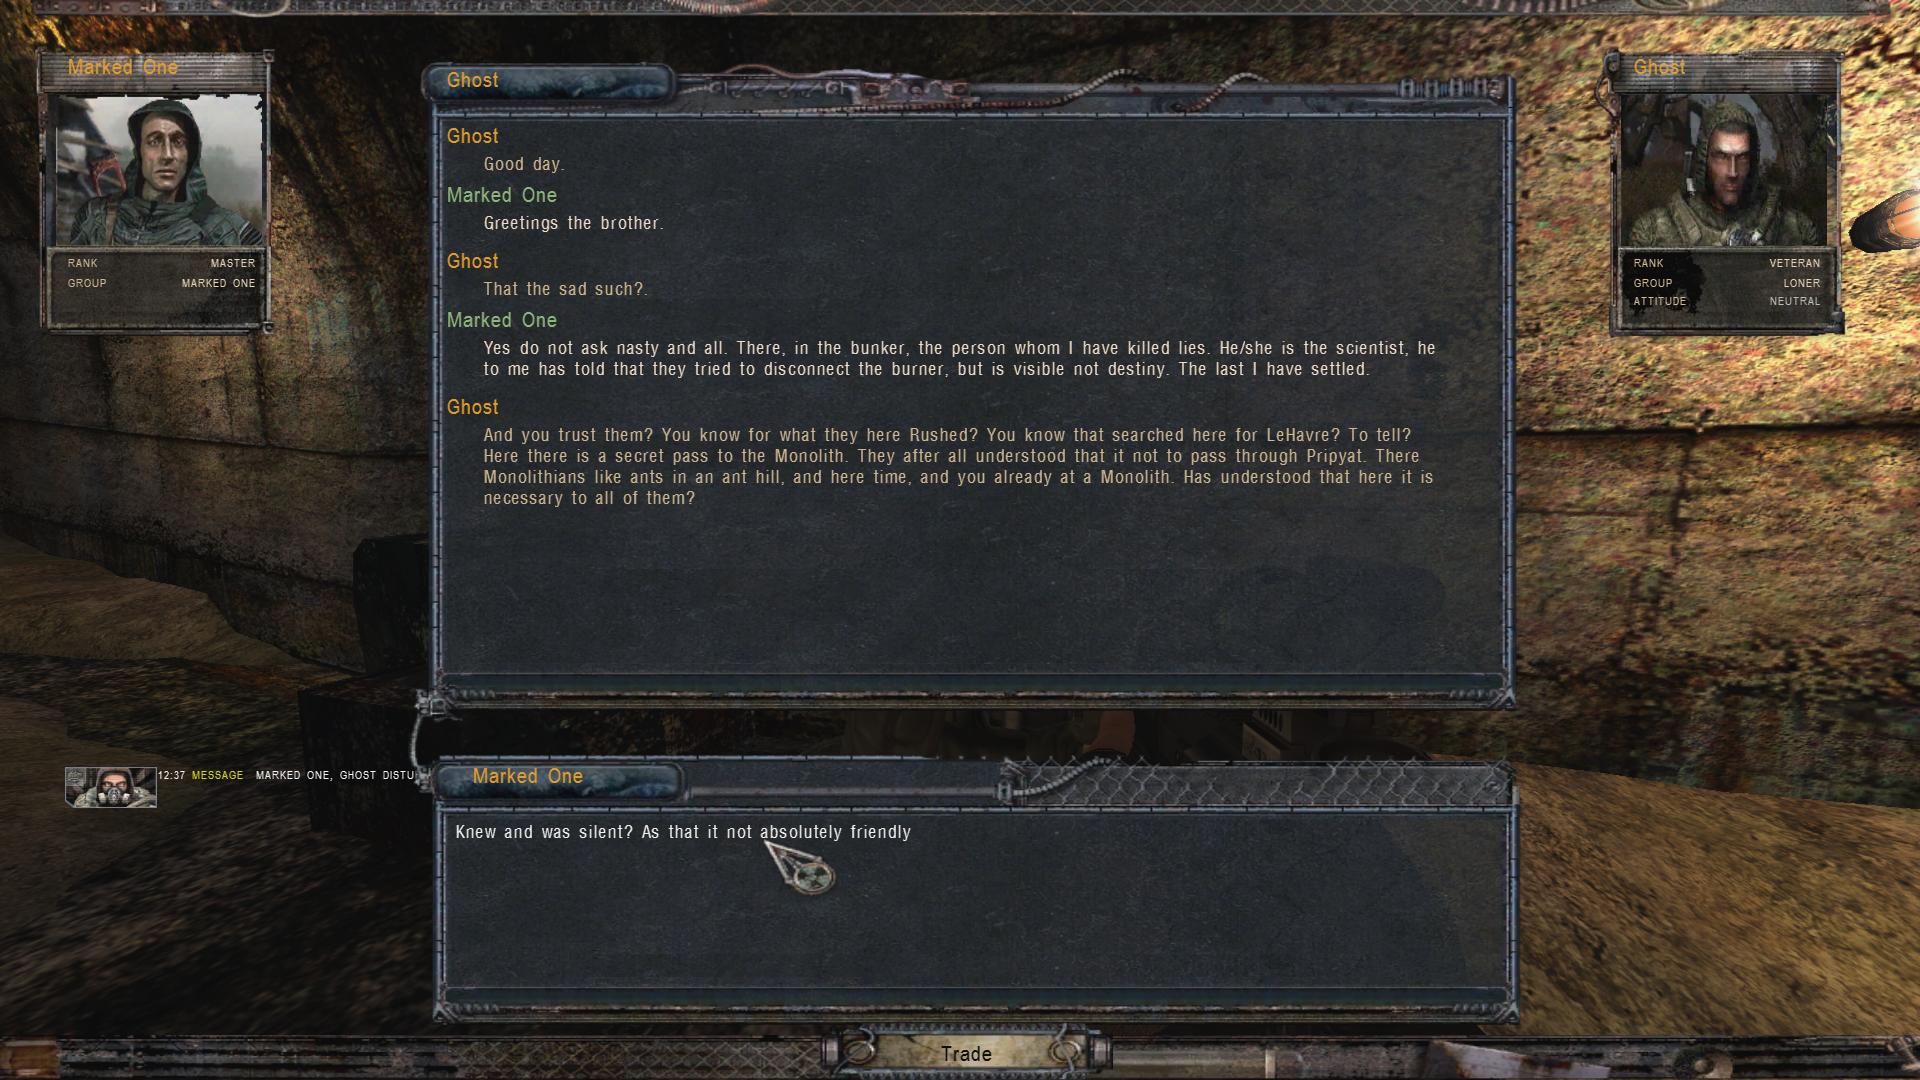 Marked One
RANK MASTER
GROUP MARKED ONE
Ghost
Ghost
Good day.
Marked One
Greetings the brother.
Ghost
That the sad such?.
Marked One
Yes do not ask nasty and all. There, in the bunker, the person whom I have killed lies. He/she is the scientist, he
to me has told that they tried to disconnect the burner, but is visible not destiny. The last I have settled.
Ghost
And you trust them? You know for what they here Rushed? You know that searched here for LeHavre? To tell?
Here there is a secret pass to the Monolith. They after all understood that it not to pass through Pripyat. There
Monolithians like ants in an ant hill, and here time, and you already at a Monolith. Has understood that here it is
necessary to all of them?
Ghost
RANK VETERAN
GROUP LONER
ATTITUDE NEUTRAL
12:37 MESSAGE MARKED ONE, GHOST DISTU
Marked One
Knew and was silent? As that it not absolutely friendly
Trade